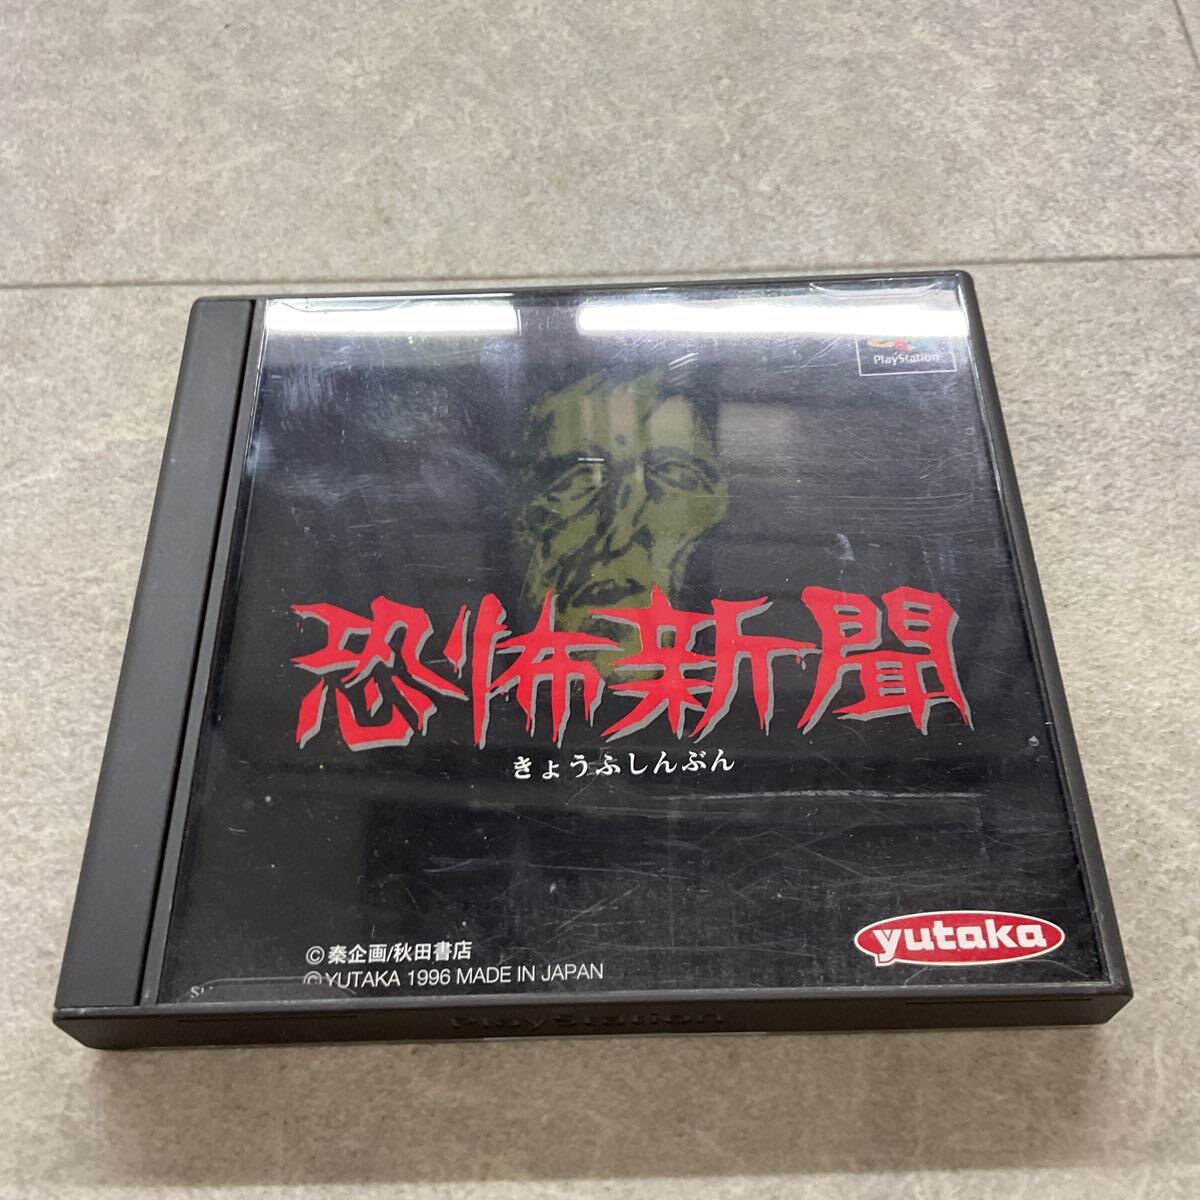 PlayStation
恐怖新聞
きょうふしんぶん
yutaka
©秦企画/秋田書店
©YUTAKA 1996 MADE IN JAPAN
PlayStation